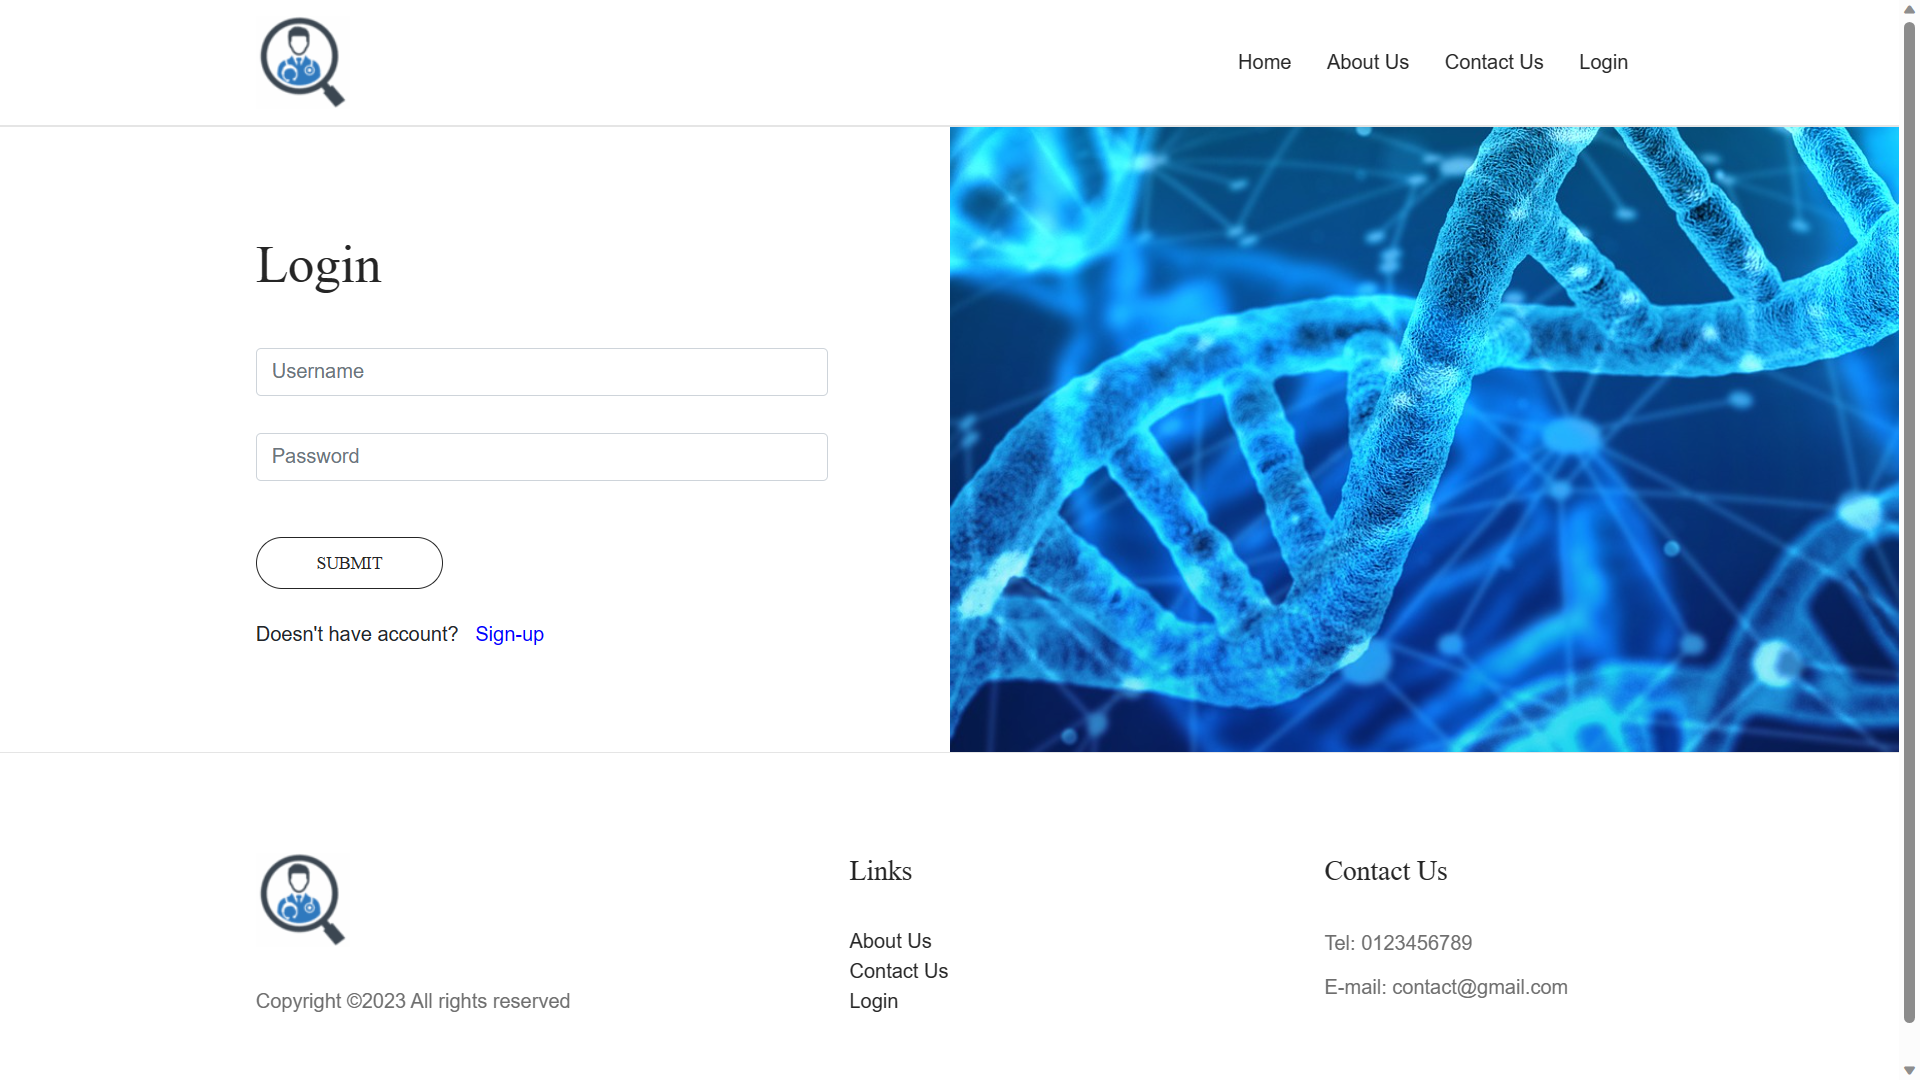 Home About Us Contact Us Login
Login
Username
Password
SUBMIT
Doesn't have account? Sign-up
Copyright ©2023 All rights reserved
Links
About Us
Contact Us
Login
Contact Us
Tel: 0123456789
E-mail: contact@gmail.com